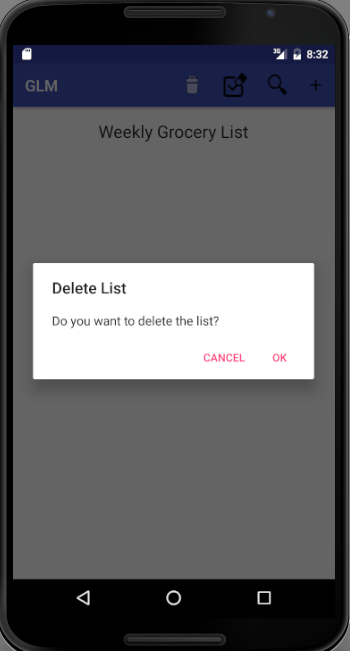 3G 8:32
GLM
Weekly Grocery List
Delete List
Do you want to delete the list?
CANCEL OK